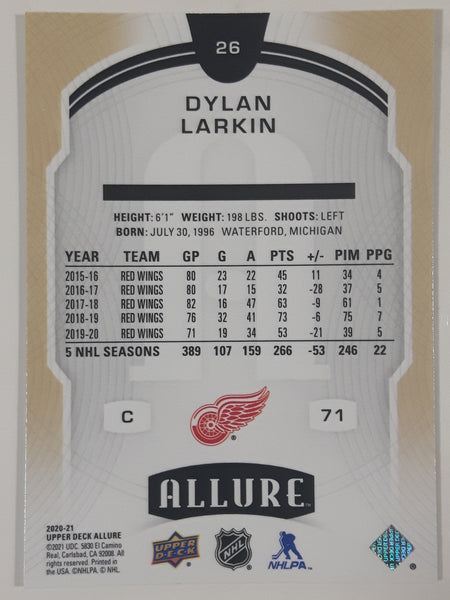 26
DYLAN
LARKIN
HEIGHT: 6'1" WEIGHT: 198 LBS. SHOOTS: LEFT
BORN: JULY 30, 1996 WATERFORD, MICHIGAN
YEAR TEAM GP G A PTS +/- PIM PPG
2015-16 RED WINGS 80 23 22 45 11 34 4
2016-17 RED WINGS 80 17 15 32 -28 37 5
2017-18 RED WINGS 82 16 47 63 -9 61 1
2018-19 RED WINGS 76 32 41 73 -6 75 7
2019-20 RED WINGS 71 19 34 53 -21 39 5
5 NHL SEASONS 389 107 159 266 -53 246 22
C
®
71
ALLURE™
2020-21
UPPER DECK ALLURE
©2021 UDC. 5830 El Camino
Real, Carlsbad, CA 92008. All
rights reserved. Printed in
the USA. ©NHLPA. © NHL.
UPPER
DECK
NHL
NHLPA
®